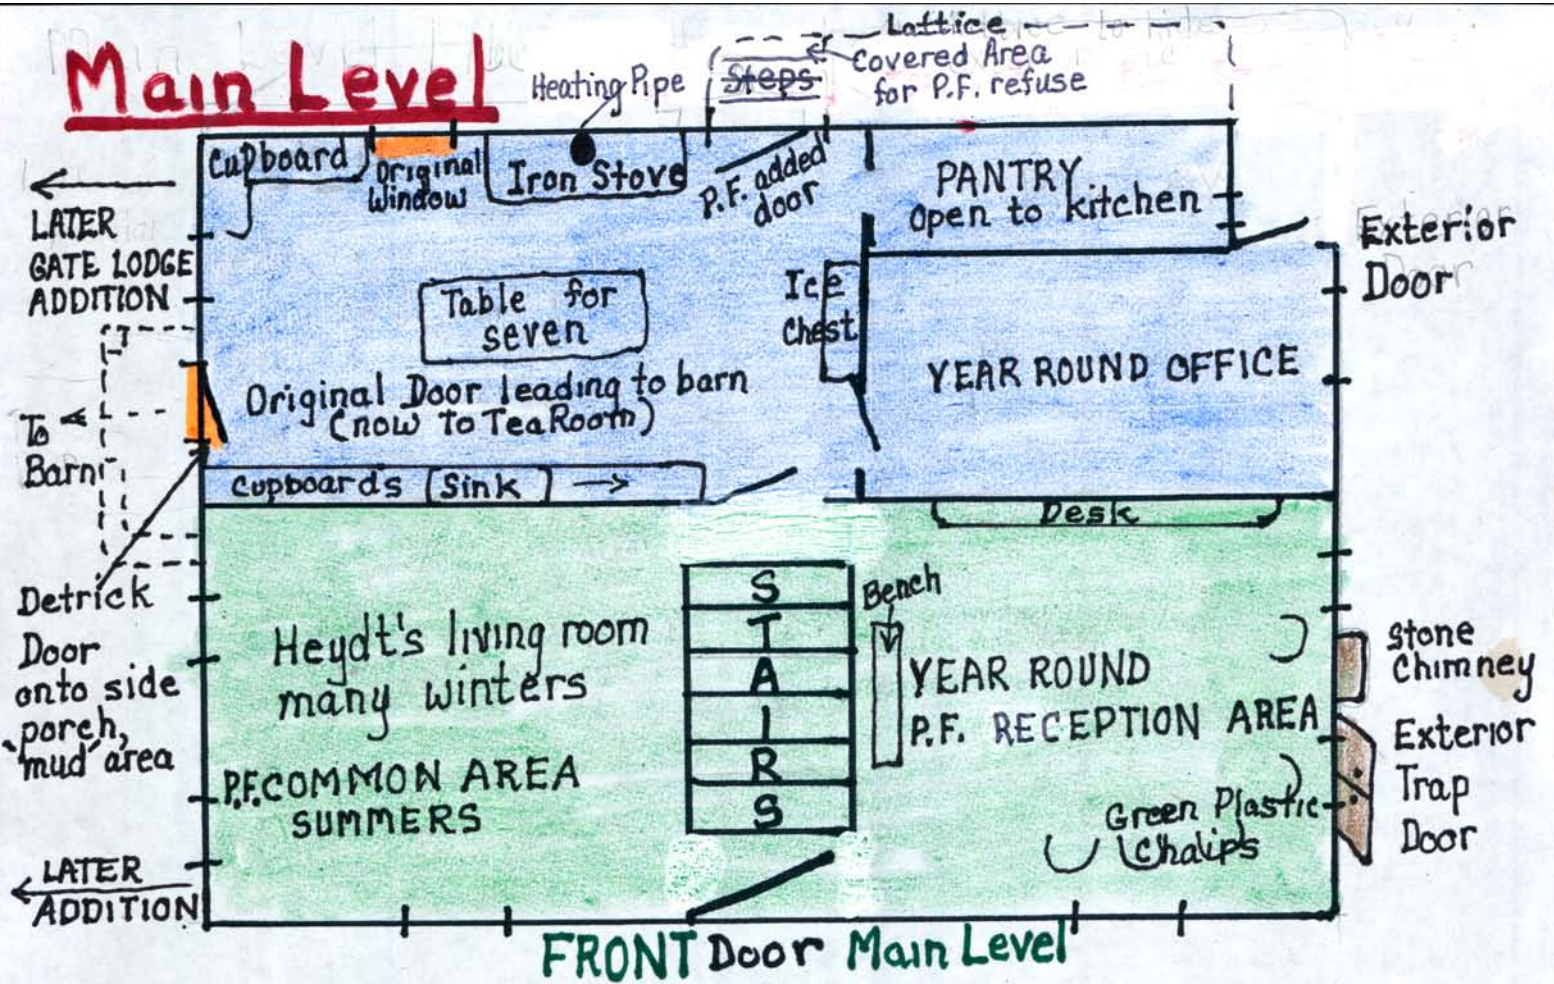 Main Level
Heating Pipe
Lattice
Steps
Covered Area
for P.F. refuse
Cupboard
Original
Window
Iron Stove
P.F. added
door
PANTRY
Open to kitchen
Exterior
Door
LATER
GATE LODGE
ADDITION
Table for
seven
Ice
Chest
YEAR ROUND OFFICE
Original Door leading to barn
(now to Tea Room)
To
Barn
Cupboards
Sink
Desk
Detrick
Door
onto side
porch,
"mud" area
Heydt's living room
many winters
P.F. COMMON AREA
SUMMERS
STAIRS
Bench
YEAR ROUND
P.F. RECEPTION AREA
Stone
Chimney
Exterior
Trap
Door
Green Plastic
LATER
ADDITION
FRONT Door Main Level